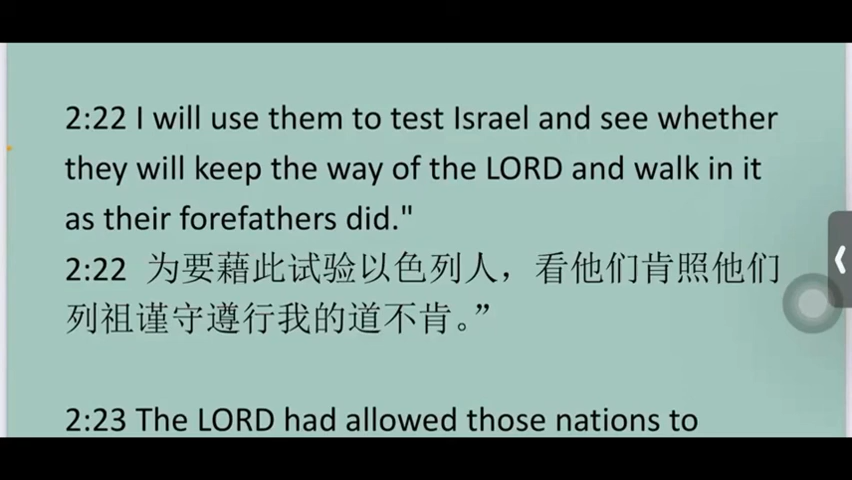 2:22 I will use them to test Israel and see whether
they will keep the way of the LORD and walk in it
as their forefathers did."
2:22 为要藉此试验以色列人，看他们肯照他们
列祖谨守遵行我的道不肯。”
2:23 The LORD had allowed those nations to